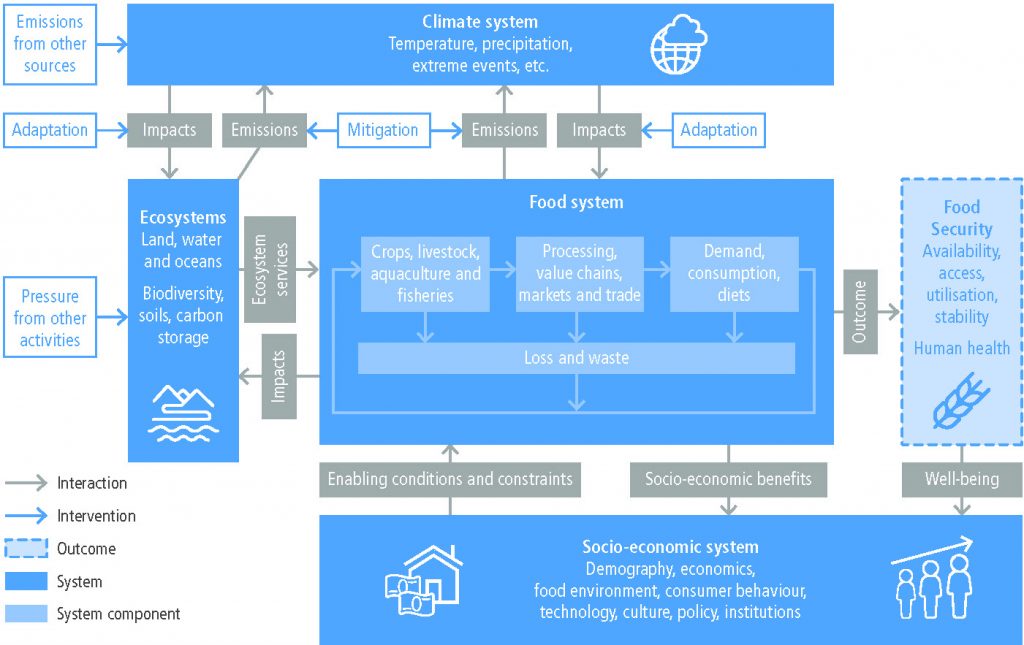 Emissions
from other
sources
Climate system
Temperature, precipitation,
extreme events, etc.
Adaptation
Impacts
Emissions
Mitigation
Emissions
Impacts
Adaptation
Ecosystems
Land, water
and oceans
Biodiversity,
soils, carbon
storage
Pressure
from other
activities
Ecosystem
services
Impacts
Food system
Crops, livestock,
aquaculture and
fisheries
Processing,
value chains,
markets and trade
Demand,
consumption,
diets
Loss and waste
Outcome
Food
Security
Availability,
access,
utilisation,
stability
Human health
Enabling conditions and constraints
Socio-economic benefits
Well-being
Socio-economic system
Demography, economics,
food environment, consumer behaviour,
technology, culture, policy, institutions
Interaction
Intervention
Outcome
System
System component